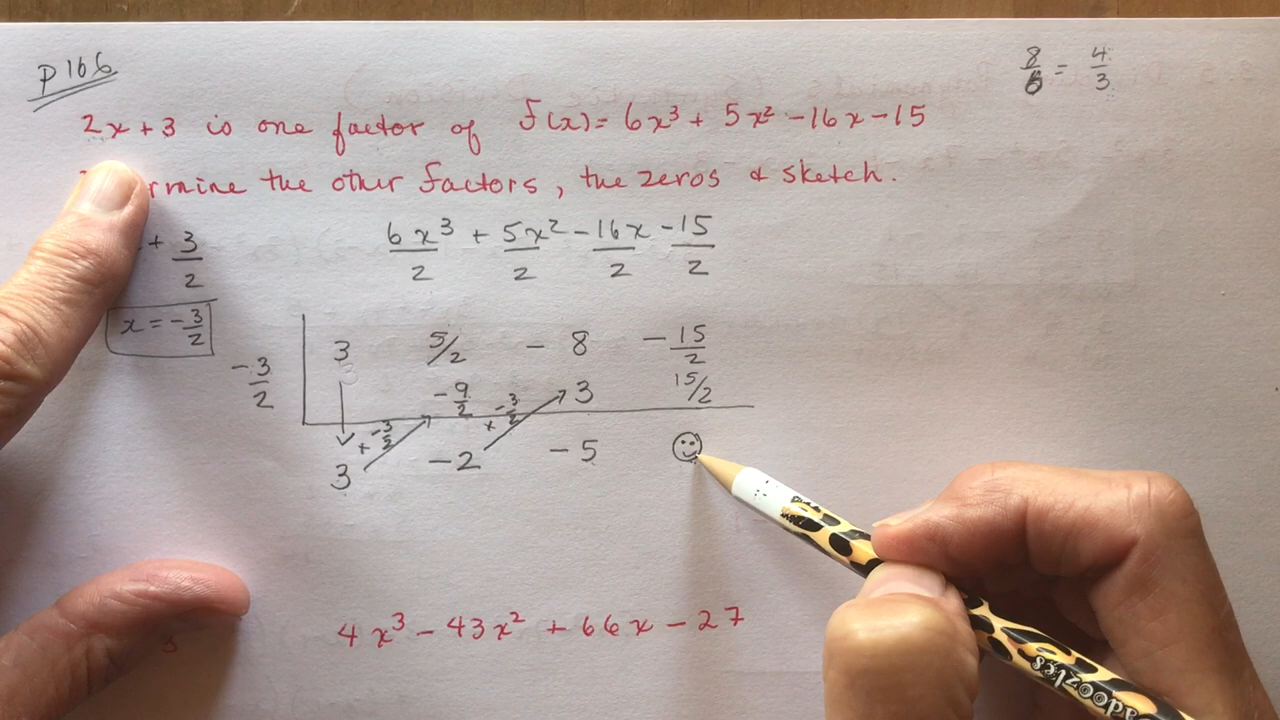 P166
8/6 = 4/3
2x + 3 is one factor of f(x) = 6x³ + 5x² - 16x - 15
rmine the other factors, the zeros & sketch.
+ 3/2
6x³/2 + 5x²/2 - 16x/2 - 15/2
x = -3/2
-3/2 3 5/2 - 8 - 15/2
-9/2 3 15/2
x -3/2 x -3/2
3 -2 -5
4x³ - 43x² + 66x - 27
adoozles